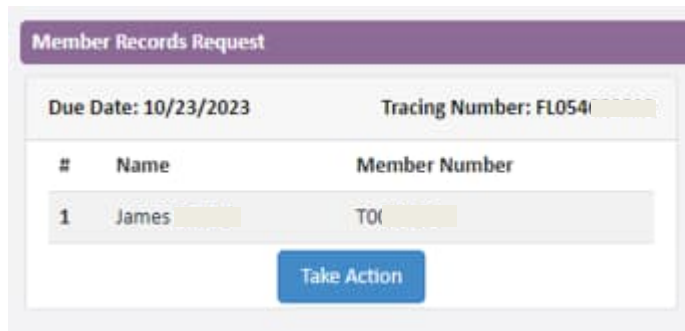 Member Records Request
Due Date: 10/23/2023 Tracing Number: FL054
# Name Member Number
1 James T0
Take Action